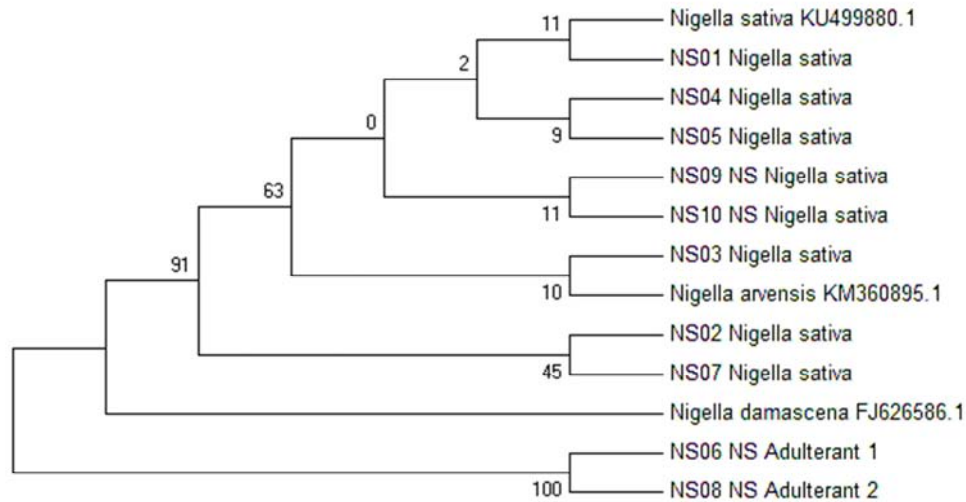 Nigella sativa KU499880.1
11
NS01 Nigella sativa
2
NS04 Nigella sativa
0
9
NS05 Nigella sativa
NS09 NS Nigella sativa
63
11
NS10 NS Nigella sativa
NS03 Nigella sativa
91
10
Nigella arvensis KM360895.1
NS02 Nigella sativa
45
NS07 Nigella sativa
Nigella damascena FJ626586.1
NS06 NS Adulterant 1
100
NS08 NS Adulterant 2